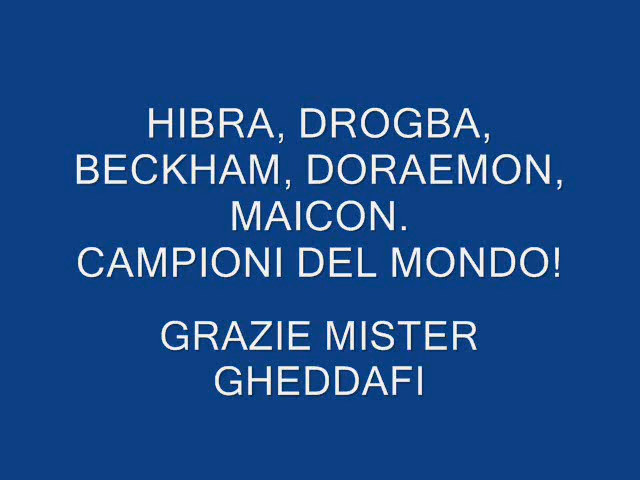 HIBRA, DROGBA,
BECKHAM, DORAEMON,
MAICON.
CAMPIONI DEL MONDO!
GRAZIE MISTER
GHEDDAFI